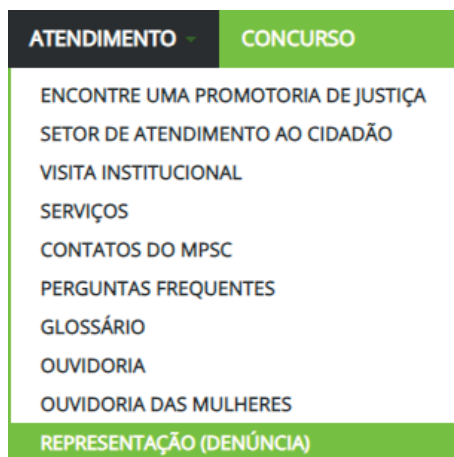 ATENDIMENTO
CONCURSO
ENCONTRE UMA PROMOTORIA DE JUSTIÇA
SETOR DE ATENDIMENTO AO CIDADÃO
VISITA INSTITUCIONAL
SERVIÇOS
CONTATOS DO MPSC
PERGUNTAS FREQUENTES
GLOSSÁRIO
OUVIDORIA
OUVIDORIA DAS MULHERES
REPRESENTAÇÃO (DENÚNCIA)